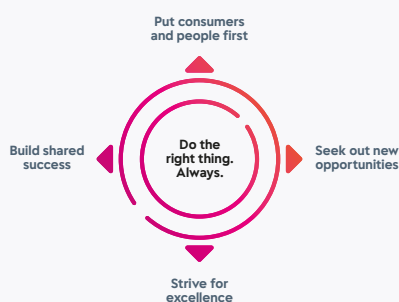 Put consumers
and people first
Build shared
success
Do the
right thing.
Always.
Seek out new
opportunities
Strive for
excellence